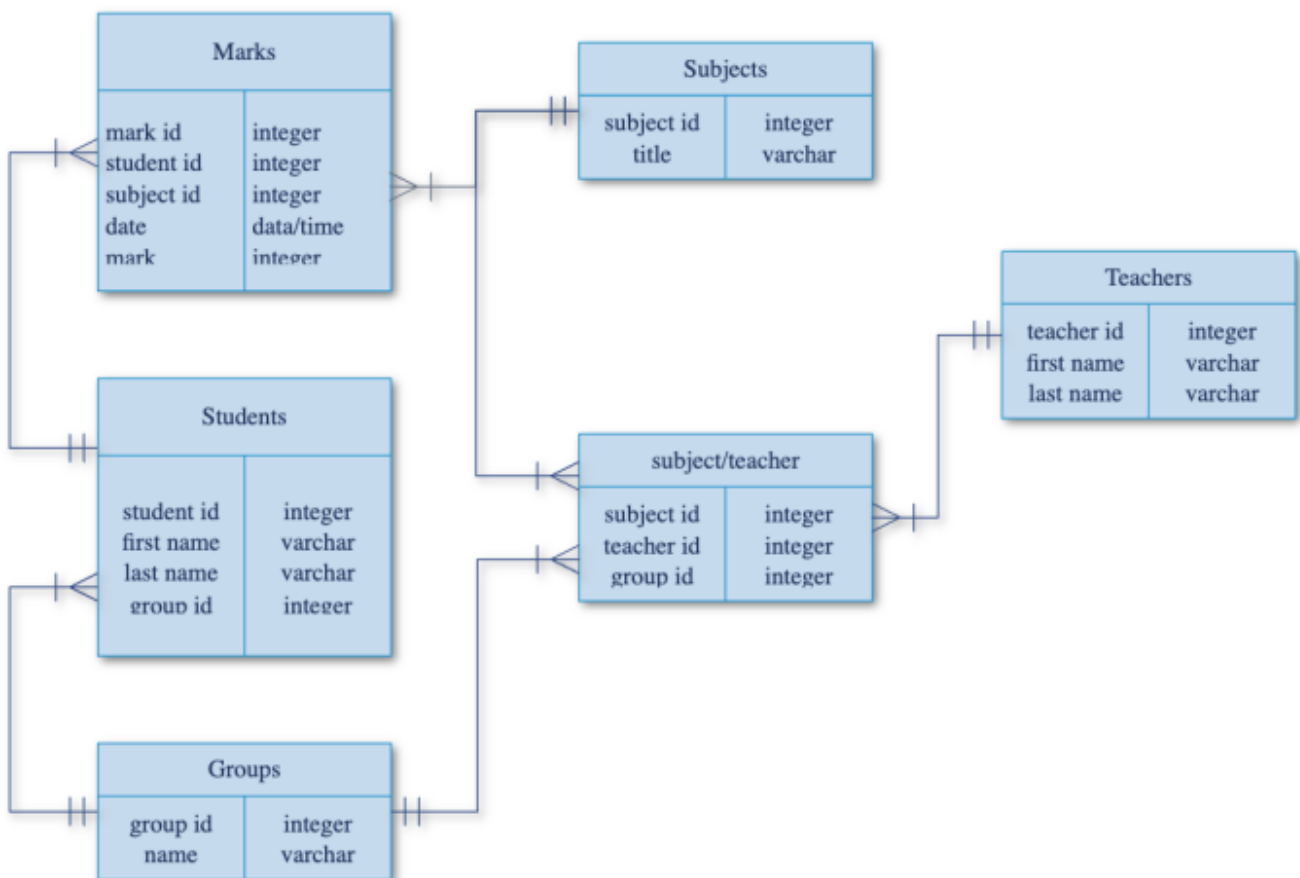 Marks
mark id integer
student id integer
subject id integer
date data/time
mark integer
Subjects
subject id integer
title varchar
Teachers
teacher id integer
first name varchar
last name varchar
Students
student id integer
first name varchar
last name varchar
group id integer
subject/teacher
subject id integer
teacher id integer
group id integer
Groups
group id integer
name varchar